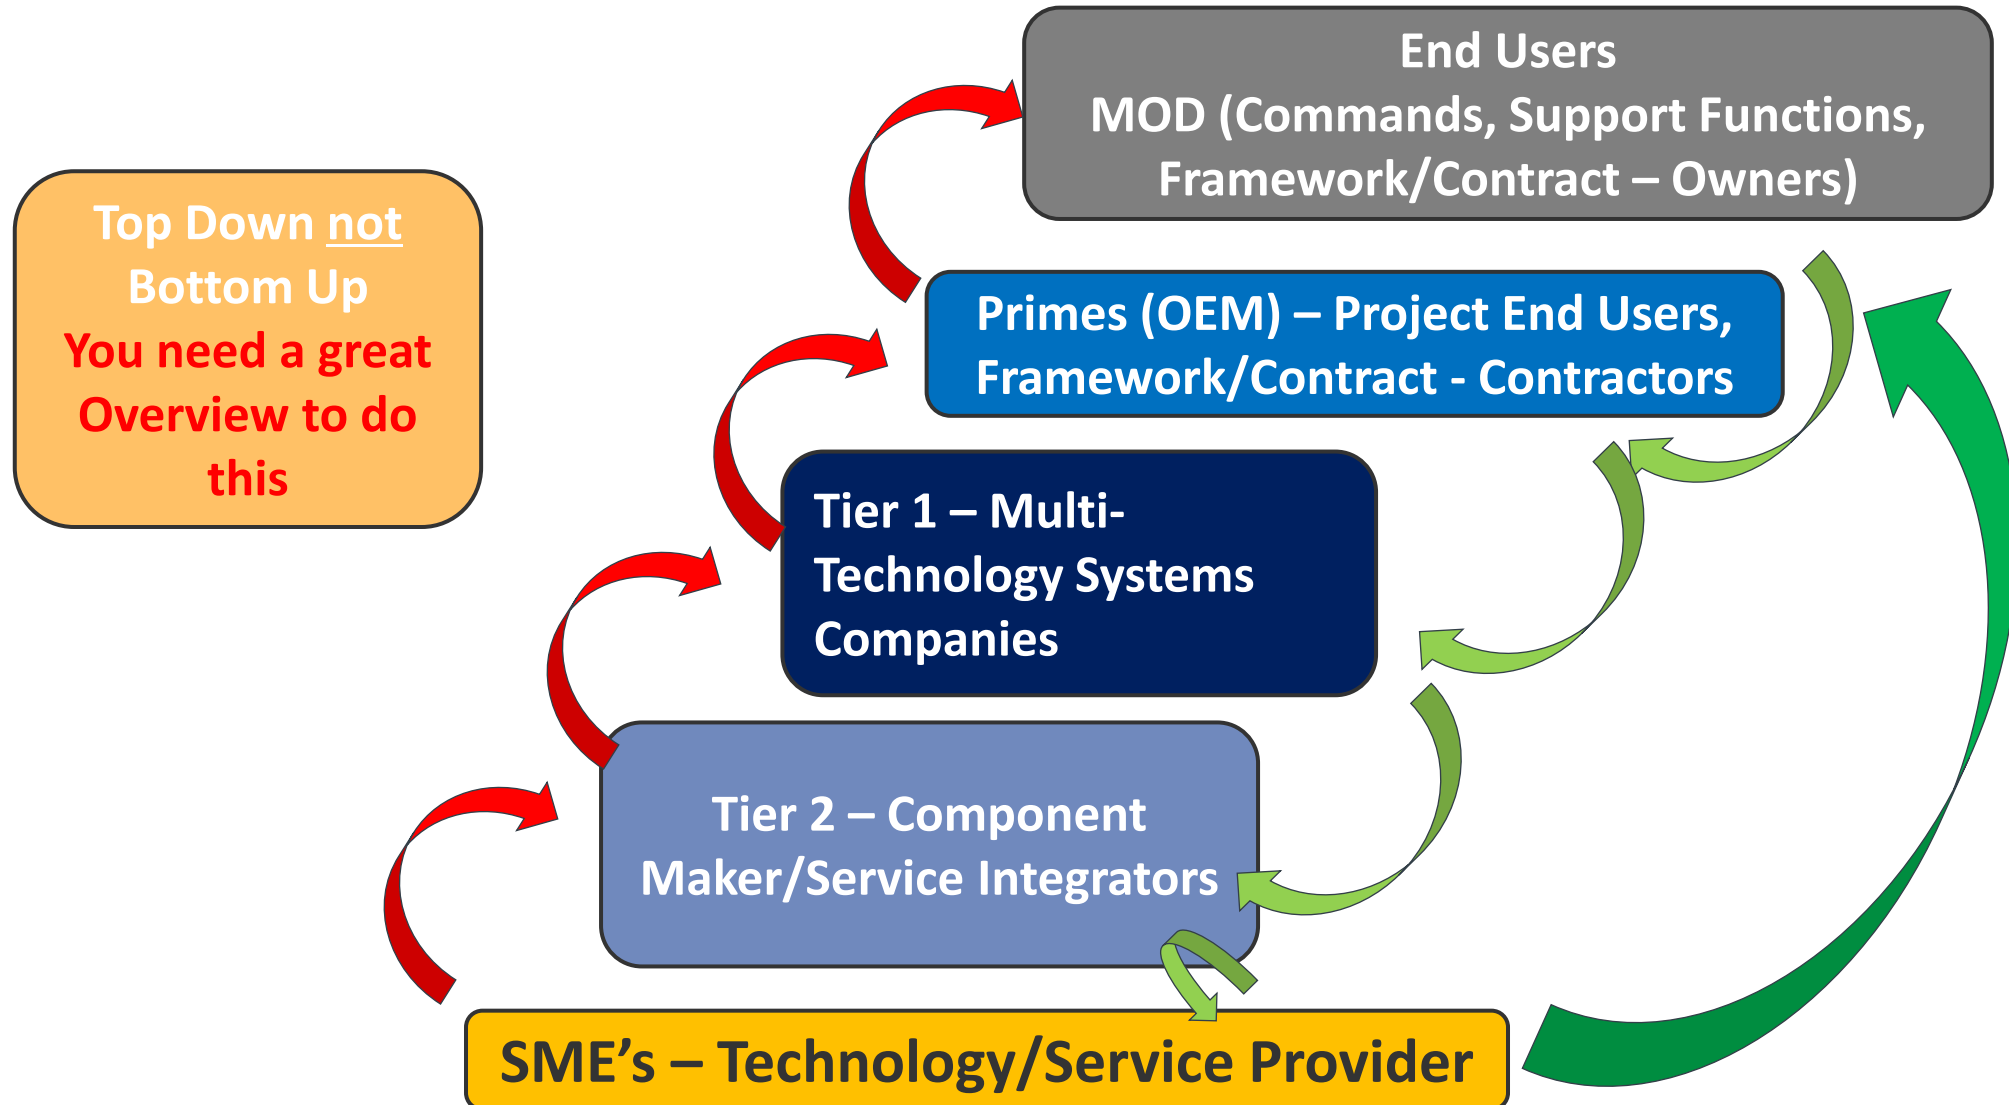 End Users
MOD (Commands, Support Functions,
Framework/Contract – Owners)
Top Down not
Bottom Up
You need a great
Overview to do
this
Primes (OEM) – Project End Users,
Framework/Contract - Contractors
Tier 1 – Multi-
Technology Systems
Companies
Tier 2 – Component
Maker/Service Integrators
SME’s – Technology/Service Provider